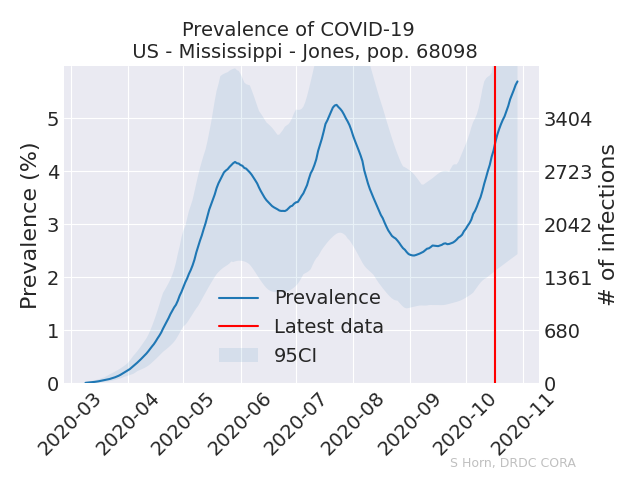 Prevalence of COVID-19
US - Mississippi - Jones, pop. 68098
Prevalence (%)
5
4
3
2
1
0
3404
2723
2042
1361
680
0
# of infections
Prevalence
Latest data
95CI
2020-03
2020-04
2020-05
2020-06
2020-07
2020-08
2020-09
2020-10
2020-11
S Horn, DRDC CORA